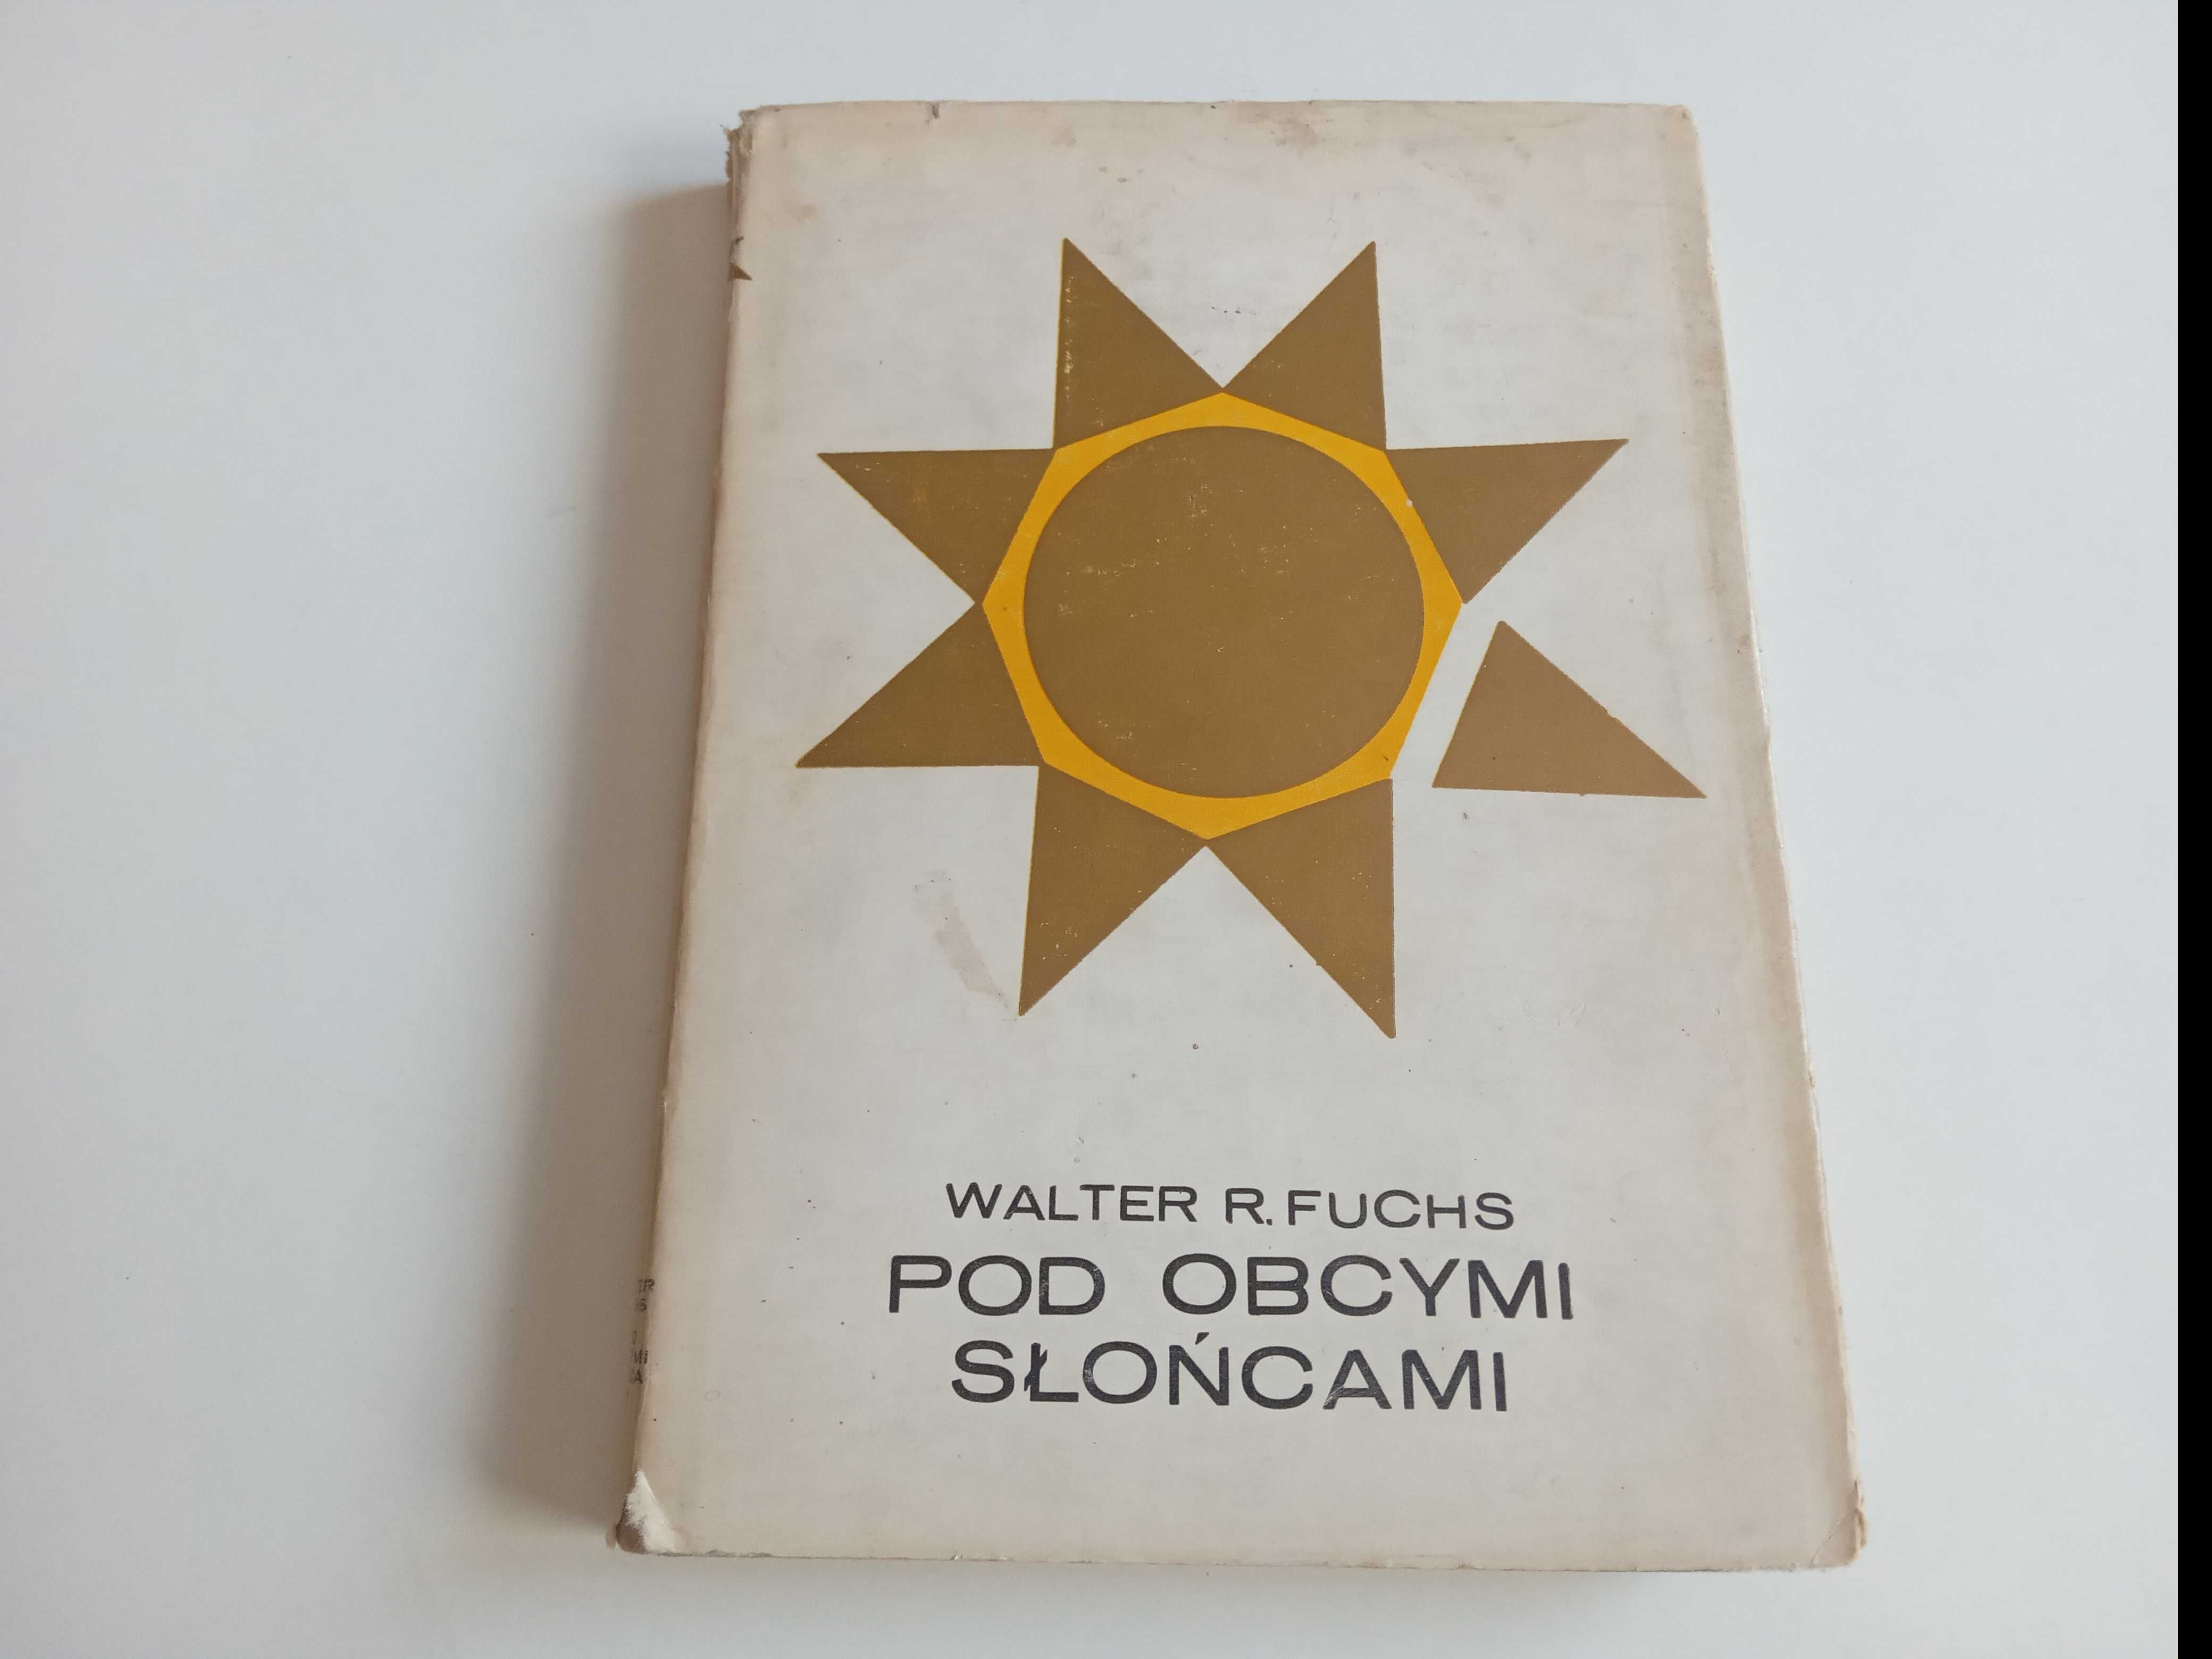 WALTER R. FUCHS
POD OBCYMI
SŁOŃCAMI